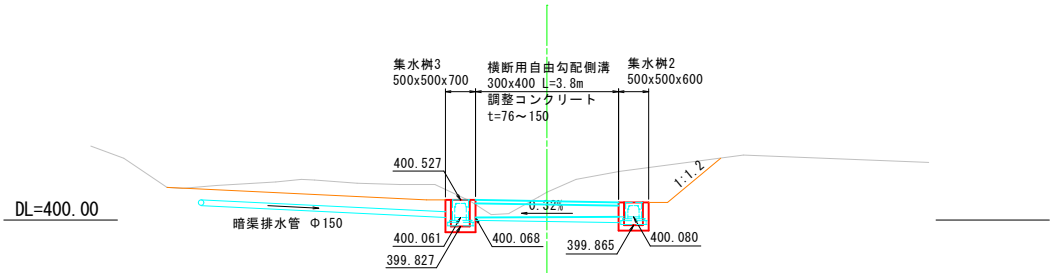 集水桝3
500x500x700
横断用自由勾配側溝
300x400 L=3.8m
調整コンクリート
t=76～150
集水桝2
500x500x600
400.527
1:1.2
DL=400.00
0.32%
暗渠排水管 Φ150
400.061
399.827
400.068
399.865
400.080